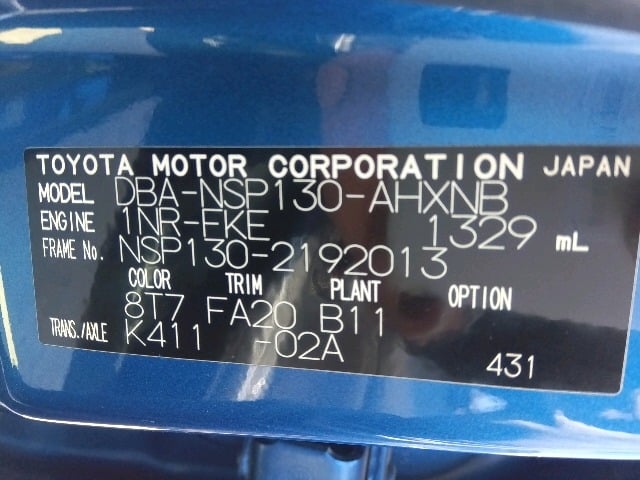 TOYOTA MOTOR CORPORATION JAPAN
MODEL DBA-NSP130-AHXNB
ENGINE 1NR-EKE 1329 mL
FRAME No. NSP130-2192013
COLOR TRIM PLANT OPTION
8T7 FA20 B11
TRANS./AXLE K411 -02A
431